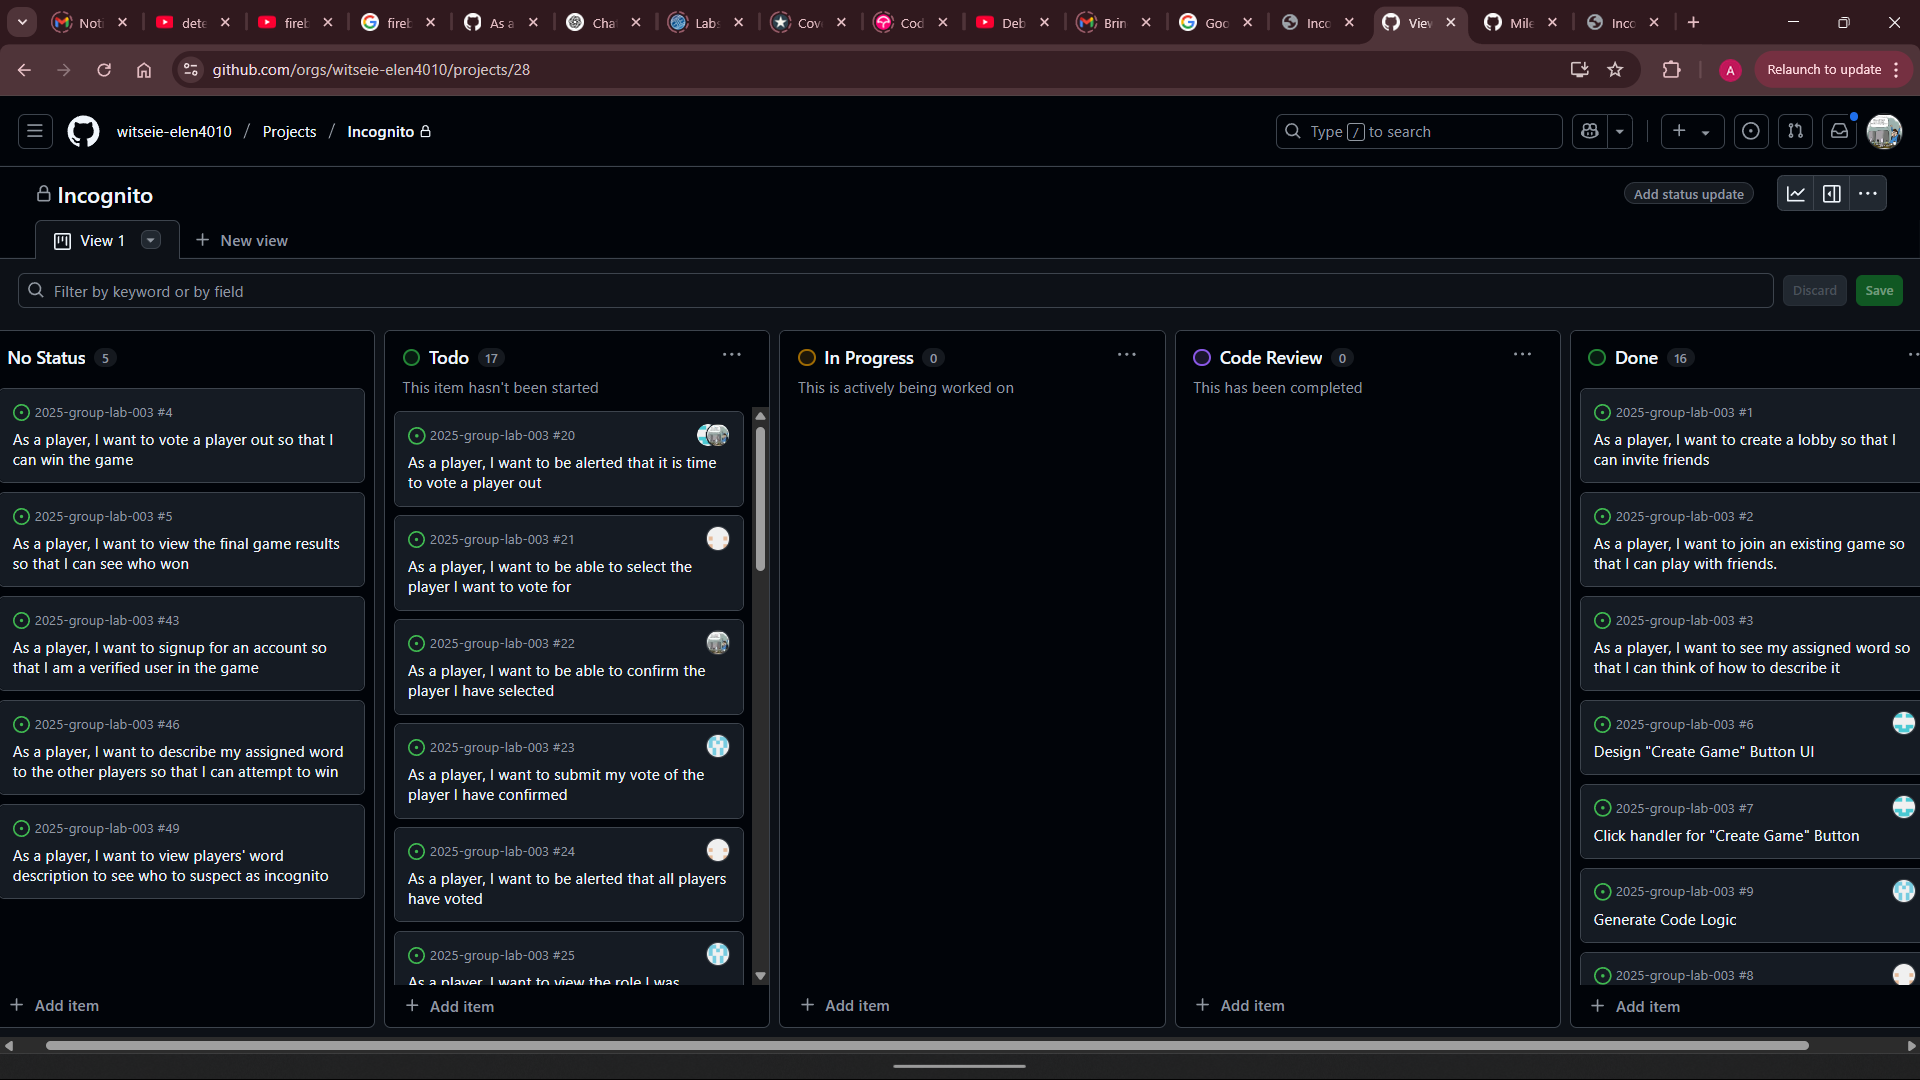 Noti
dete
fireb
fireb
As a
Chat
Labs
Cove
Cod
Deb
Brin
Goo
Inco
View
Mile
Inco
github.com/orgs/witseie-elen4010/projects/28
A
Relaunch to update
witseie-elen4010 / Projects / Incognito
Type / to search
Incognito
Add status update
View 1
New view
Filter by keyword or by field
Discard
Save
No Status 5
2025-group-lab-003 #4
As a player, I want to vote a player out so that I
can win the game
2025-group-lab-003 #5
As a player, I want to view the final game results
so that I can see who won
2025-group-lab-003 #43
As a player, I want to signup for an account so
that I am a verified user in the game
2025-group-lab-003 #46
As a player, I want to describe my assigned word
to the other players so that I can attempt to win
2025-group-lab-003 #49
As a player, I want to view players' word
description to see who to suspect as incognito
Add item
Todo 17
This item hasn't been started
2025-group-lab-003 #20
As a player, I want to be alerted that it is time
to vote a player out
2025-group-lab-003 #21
As a player, I want to be able to select the
player I want to vote for
2025-group-lab-003 #22
As a player, I want to be able to confirm the
player I have selected
2025-group-lab-003 #23
As a player, I want to submit my vote of the
player I have confirmed
2025-group-lab-003 #24
As a player, I want to be alerted that all players
have voted
2025-group-lab-003 #25
As a player, I want to view the role I was
Add item
In Progress 0
This is actively being worked on
Add item
Code Review 0
This has been completed
Add item
Done 16
2025-group-lab-003 #1
As a player, I want to create a lobby so that I
can invite friends
2025-group-lab-003 #2
As a player, I want to join an existing game so
that I can play with friends.
2025-group-lab-003 #3
As a player, I want to see my assigned word so
that I can think of how to describe it
2025-group-lab-003 #6
Design "Create Game" Button UI
2025-group-lab-003 #7
Click handler for "Create Game" Button
2025-group-lab-003 #9
Generate Code Logic
2025-group-lab-003 #8
Add item